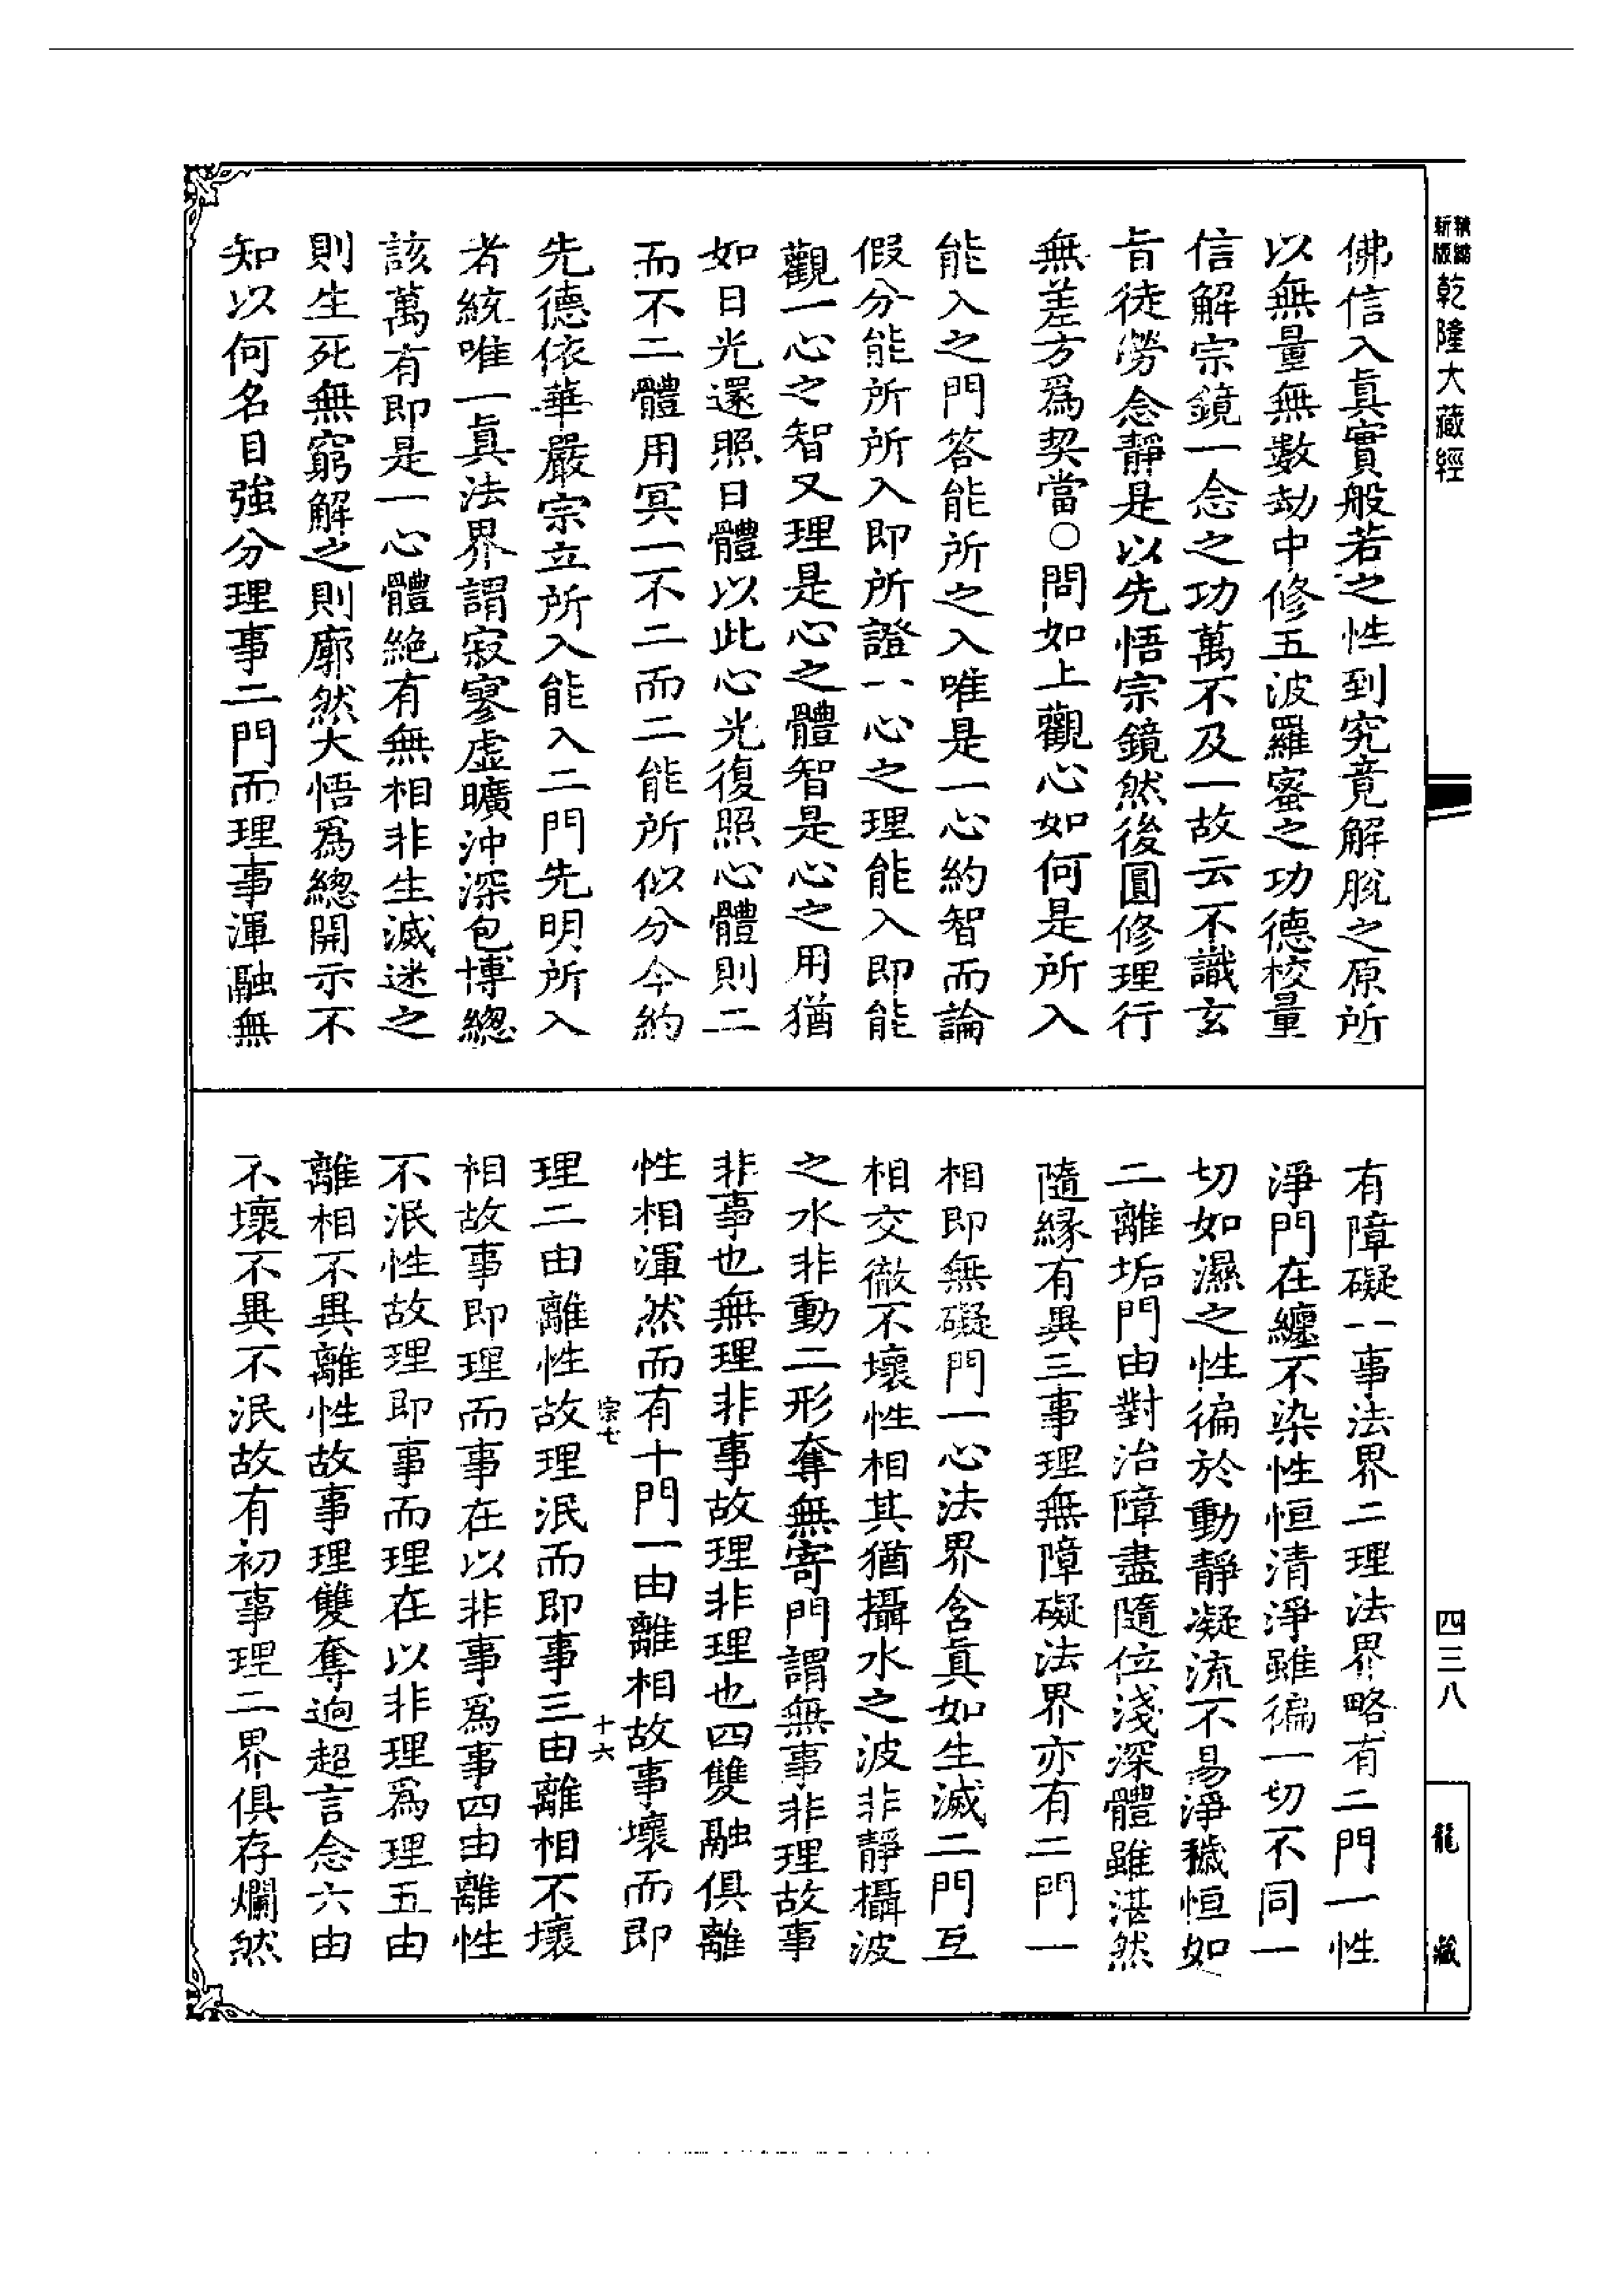 新版 精縮 乾隆大藏經
四三八
龍藏
佛信入真實般若之性到究竟解脫之原所
以無量無數劫中修五波羅蜜之功德校量
信解宗鏡一念之功萬不及一故云不識玄
旨徒勞念靜是以先悟宗鏡然後圓修理行
無差方爲契當○問如上觀心如何是所入
能入之門答能所之入唯是一心約智而論
假分能所所入即所證一心之理能入即能
觀一心之智又理是心之體智是心之用猶
如日光還照日體以此心光復照心體則二
而不二體用冥一不二而二能所似分今約
先德依華嚴宗立所入能入二門先明所入
者統唯一真法界謂寂寥虛曠沖深包博總
該萬有即是一心體絕有無相非生滅迷之
則生死無窮解之則廓然大悟爲總開示不
知以何名目強分理事二門而理事渾融無
有障礙一事法界二理法界略有二門一性
淨門在纏不染性恒清淨雖徧一切不同一
切如濕之性徧於動靜凝流不易淨穢恒如
二離垢門由對治障盡隨位淺深體雖湛然
隨緣有異三事理無障礙法界亦有二門一
相即無礙門一心法界含真如生滅二門互
相交徹不壞性相其猶攝水之波非靜攝波
之水非動二形奪無寄門謂無事非理故事
非事也無理非事故理非理也四雙融俱離
性相渾然而有十門一由離相故事壞而即
宗七 十六
理二由離性故理泯而即事三由離相不壞
相故事即理而事在以非事爲事四由離性
不泯性故理即事而理在以非理爲理五由
離相不異離性故事理雙奪逈超言念六由
不壞不異不泯故有初事理二界俱存爛然